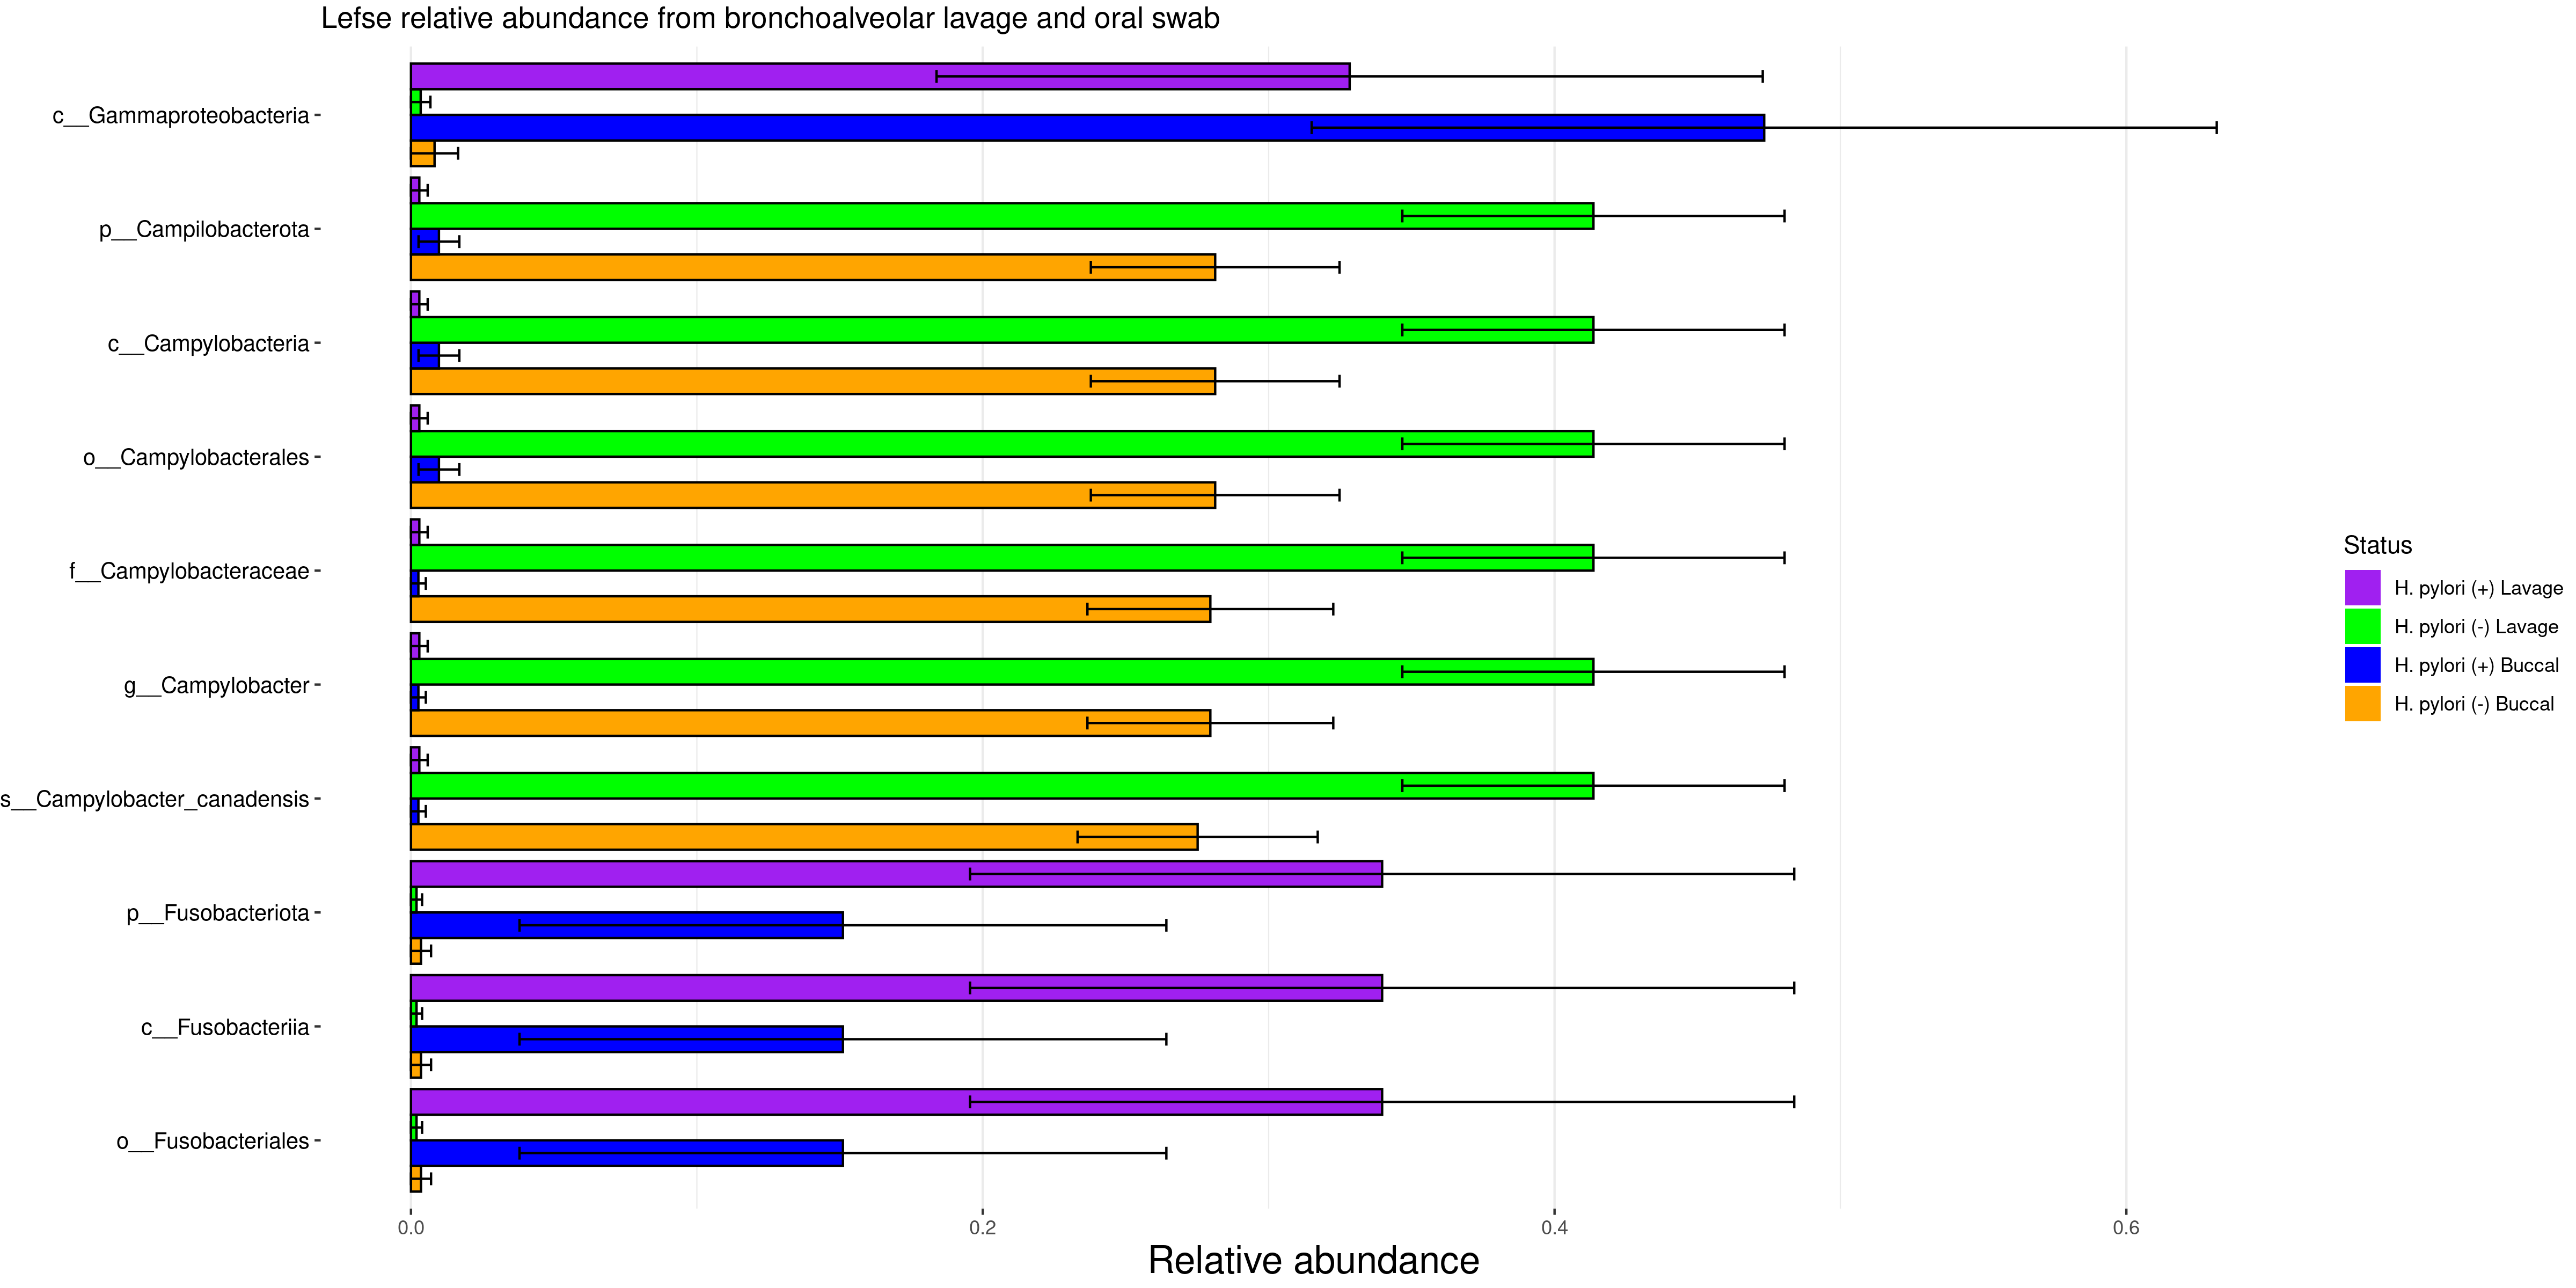 Lefse relative abundance from bronchoalveolar lavage and oral swab
c__Gammaproteobacteria
p__Campilobacterota
c__Campylobacteria
o__Campylobacterales
f__Campylobacteraceae
g__Campylobacter
s__Campylobacter_canadensis
p__Fusobacteriota
c__Fusobacteriia
o__Fusobacteriales
0.0
0.2
0.4
0.6
Relative abundance
Status
H. pylori (+) Lavage
H. pylori (-) Lavage
H. pylori (+) Buccal
H. pylori (-) Buccal